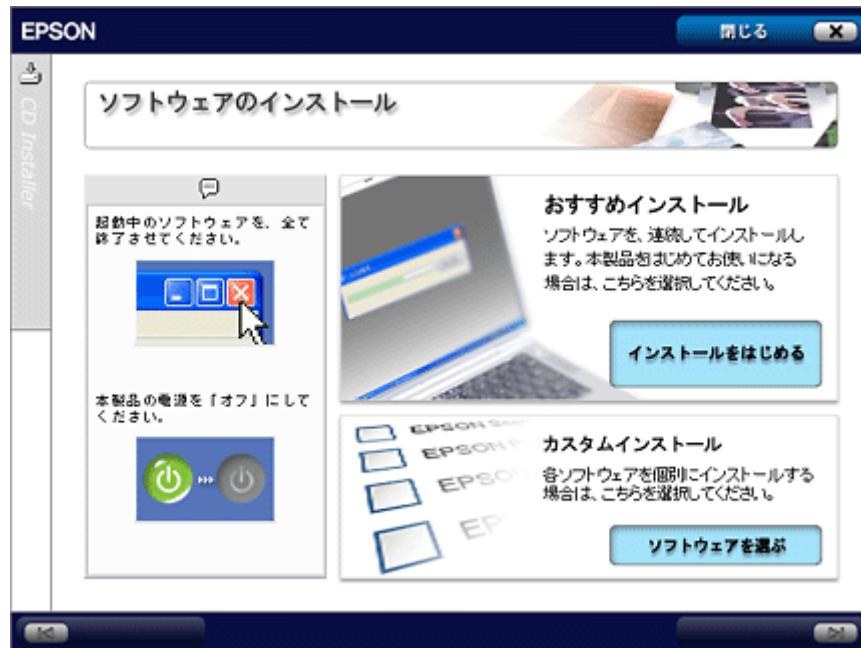 EPSON
閉じる
CD Installer
ソフトウェアのインストール
起動中のソフトウェアを、全て
終了させてください。
本製品の電源を「オフ」にして
ください。
おすすめインストール
ソフトウェアを、連続してインストールし
ます。本製品をはじめてお使いになる
場合は、こちらを選択してください。
インストールをはじめる
EPSON
EPSON
EPSO
EP
カスタムインストール
各ソフトウェアを個別にインストールする
場合は、こちらを選択してください。
ソフトウェアを選ぶ